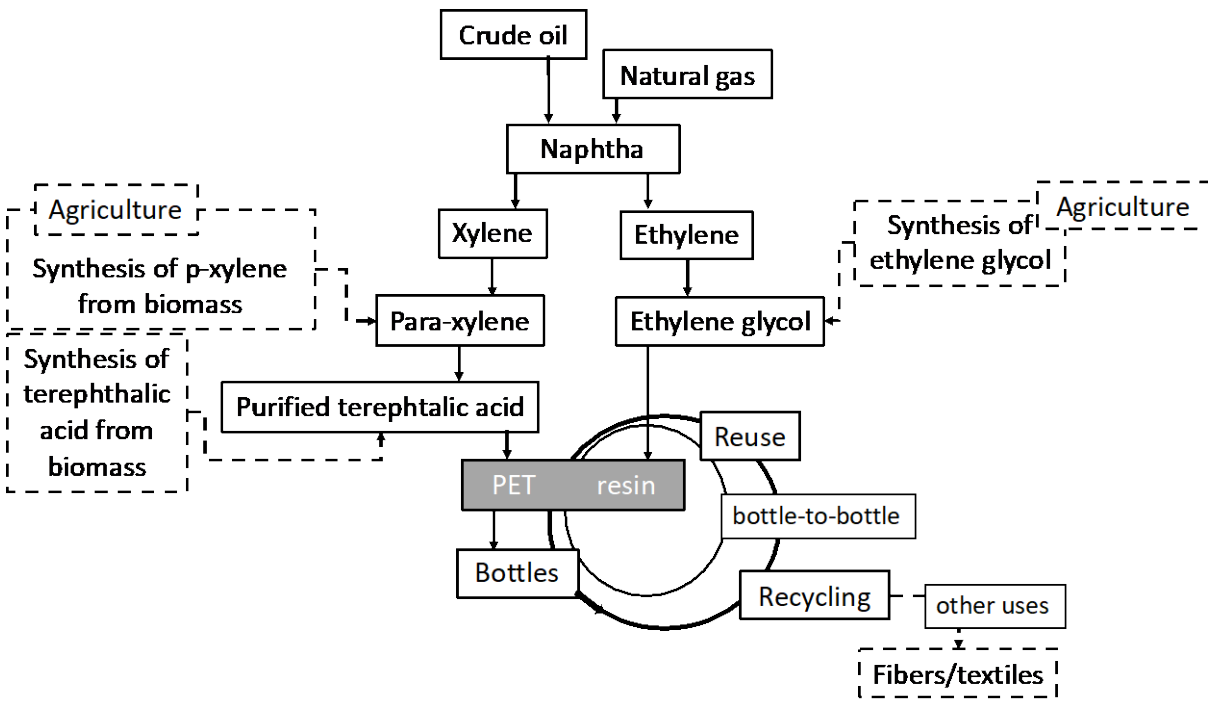 Crude oil
Natural gas
Naphtha
Agriculture
Synthesis of p-xylene
from biomass
Xylene
Ethylene
Agriculture
Synthesis of
ethylene glycol
Para-xylene
Ethylene glycol
Synthesis of
terephthalic
acid from
biomass
Purified terephtalic acid
Reuse
PET resin
bottle-to-bottle
Bottles
Recycling
other uses
Fibers/textiles